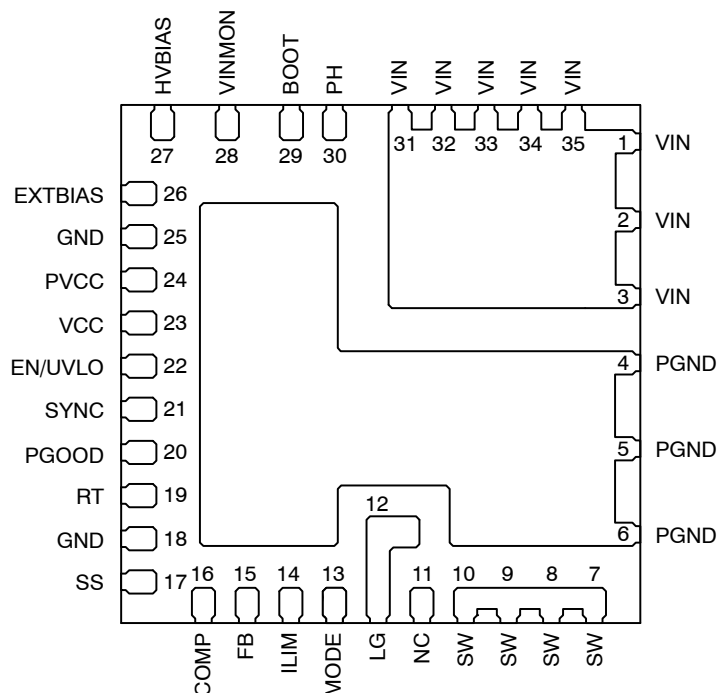 HVBIAS
VINMON
BOOT
PH
VIN
VIN
VIN
VIN
VIN
27
28
29
30
31
32
33
34
35
1
VIN
2
VIN
3
VIN
4
PGND
5
PGND
6
PGND
EXTBIAS
26
GND
25
PVCC
24
VCC
23
EN/UVLO
22
SYNC
21
PGOOD
20
RT
19
GND
18
SS
17
16
15
14
13
12
11
10
9
8
7
COMP
FB
ILIM
MODE
LG
NC
SW
SW
SW
SW